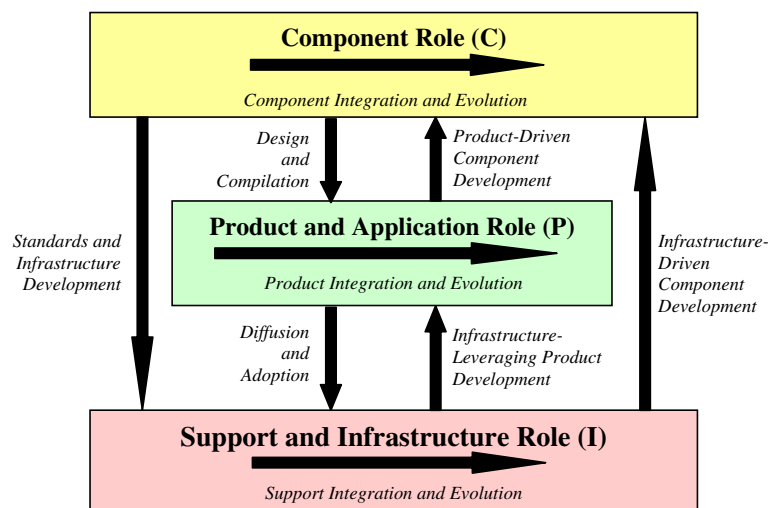 Component Role (C)
Component Integration and Evolution
Design
and
Compilation
Product-Driven
Component
Development
Standards and
Infrastructure
Development
Product and Application Role (P)
Product Integration and Evolution
Infrastructure-
Driven
Component
Development
Diffusion
and
Adoption
Infrastructure-
Leveraging Product
Development
Support and Infrastructure Role (I)
Support Integration and Evolution